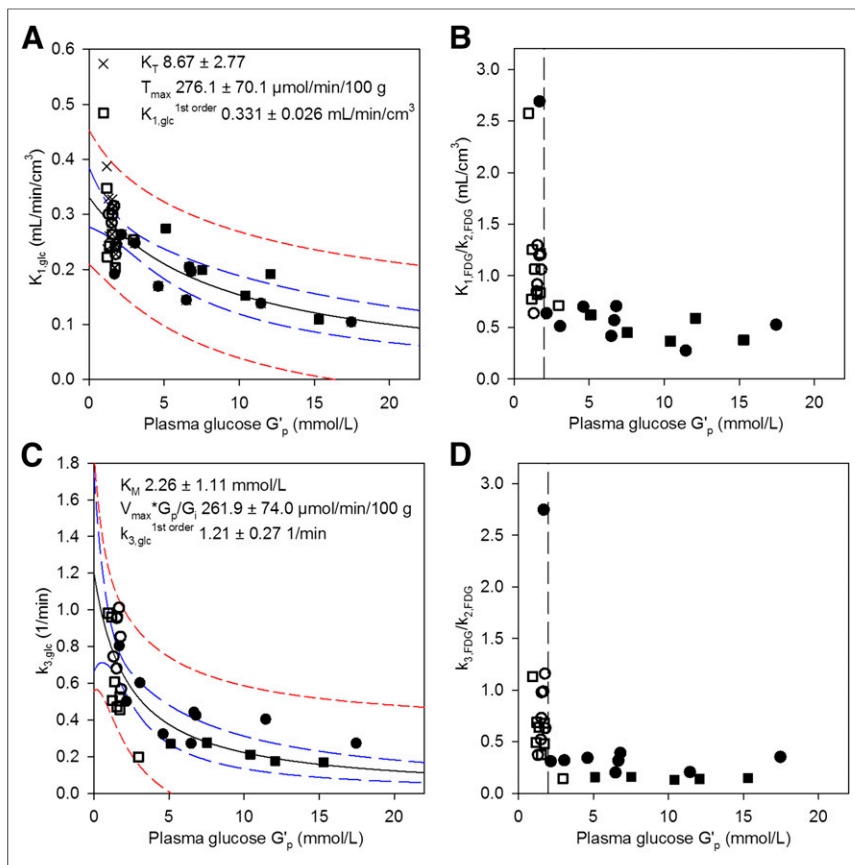 A
K_T 8.67 ± 2.77
T_max 276.1 ± 70.1 µmol/min/100 g
K_1,glc^1st order 0.331 ± 0.026 mL/min/cm³
K_1,glc (mL/min/cm³)
0.6
0.5
0.4
0.3
0.2
0.1
0.0
0 5 10 15 20
Plasma glucose G'_p (mmol/L)
B
K_1,FDG/k_2,FDG (mL/cm³)
3.0
2.5
2.0
1.5
1.0
0.5
0.0
0 5 10 15 20
Plasma glucose G'_p (mmol/L)
C
K_M 2.26 ± 1.11 mmol/L
V_max*G_p/G_i 261.9 ± 74.0 µmol/min/100 g
k_3,glc^1st order 1.21 ± 0.27 1/min
k_3,glc (1/min)
1.8
1.6
1.4
1.2
1.0
0.8
0.6
0.4
0.2
0.0
0 5 10 15 20
Plasma glucose G'_p (mmol/L)
D
k_3,FDG/k_2,FDG
3.0
2.5
2.0
1.5
1.0
0.5
0.0
0 5 10 15 20
Plasma glucose G'_p (mmol/L)